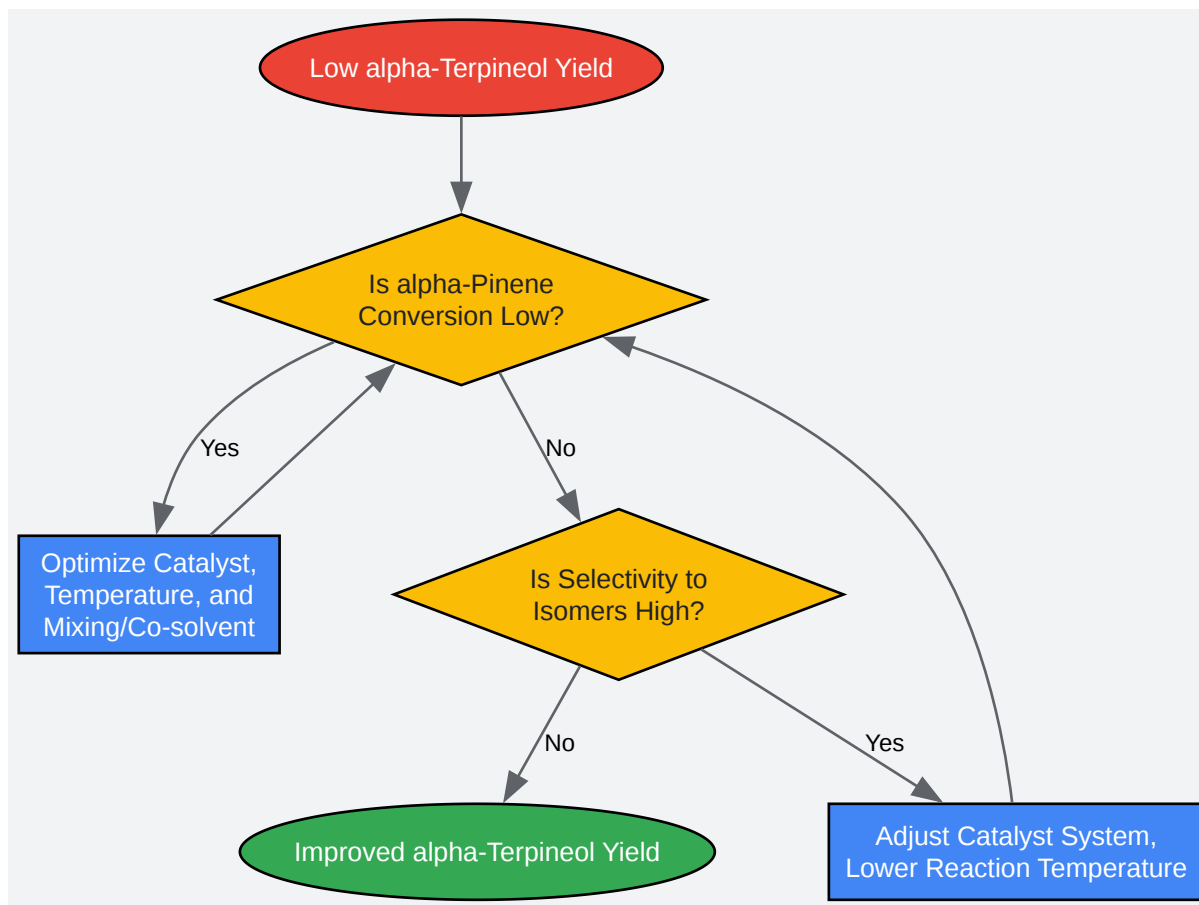 Low alpha-Terpineol Yield
Is alpha-Pinene
Conversion Low?
Yes
No
Optimize Catalyst,
Temperature, and
Mixing/Co-solvent
Is Selectivity to
Isomers High?
No
Yes
Improved alpha-Terpineol Yield
Adjust Catalyst System,
Lower Reaction Temperature